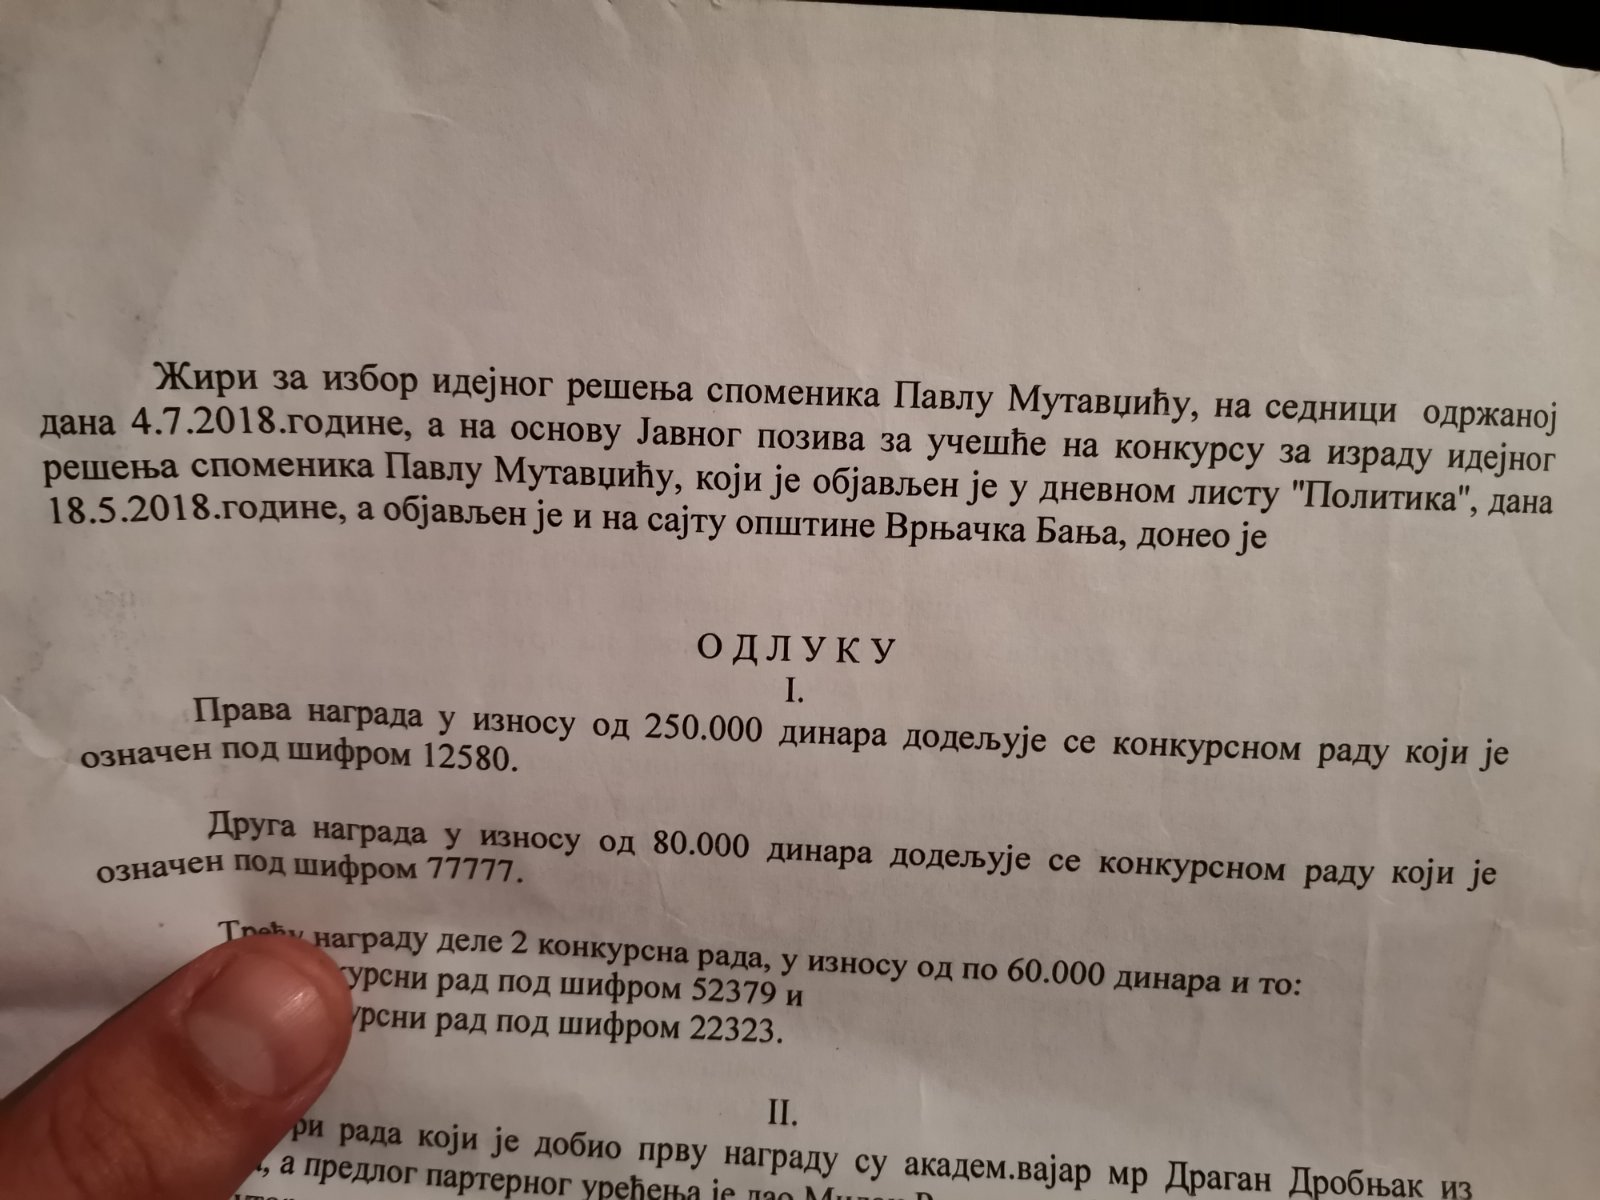 Жири за избор идејног решења споменика Павлу Мутавџићу, на седници одржаној
дана 4.7.2018.године, а на основу Јавног позива за учешће на конкурсу за израду идејног
решења споменика Павлу Мутавџићу, који је објављен је у дневном листу "Политика", дана
18.5.2018.године, а објављен је и на сајту општине Врњачка Бања, донео је
О Д Л У К У
I.
Права награда у износу од 250.000 динара додељује се конкурсном раду који је
означен под шифром 12580.
Друга награда у износу од 80.000 динара додељује се конкурсном раду који је
означен под шифром 77777.
Трећу награду деле 2 конкурсна рада, у износу од по 60.000 динара и то:
курсни рад под шифром 52379 и
урсни рад под шифром 22323.
II.
ри рада који је добио прву награду су академ.вајар мр Драган Дробњак из
, а предлог партерног уређења је дао Милан